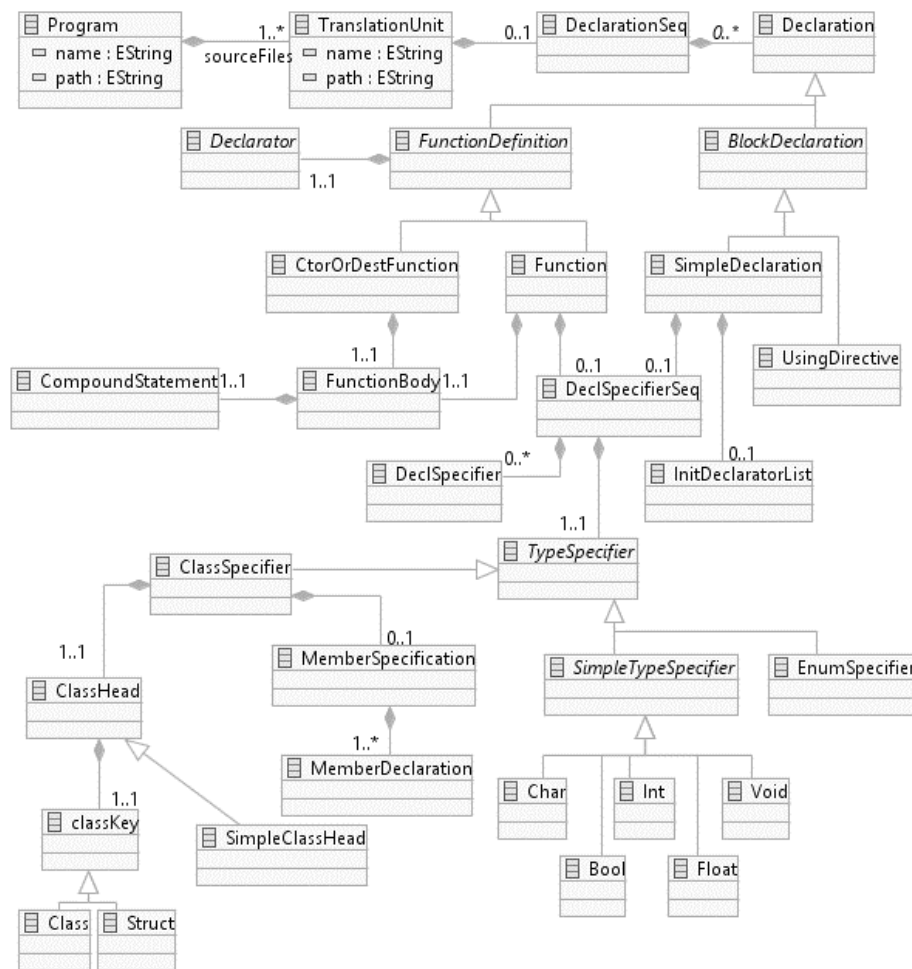 Program
name : EString
path : EString
1..*
sourceFiles
TranslationUnit
name : EString
path : EString
0..1
DeclarationSeq
0..*
Declaration
Declarator
1..1
FunctionDefinition
BlockDeclaration
CtorOrDestFunction
Function
SimpleDeclaration
UsingDirective
1..1
CompoundStatement
1..1
FunctionBody
1..1
0..1
0..1
DeclSpecifierSeq
0..*
DeclSpecifier
0..1
InitDeclaratorList
1..1
TypeSpecifier
ClassSpecifier
1..1
0..1
MemberSpecification
ClassHead
SimpleTypeSpecifier
EnumSpecifier
1..*
MemberDeclaration
Char
Int
Void
1..1
classKey
SimpleClassHead
Bool
Float
Class
Struct